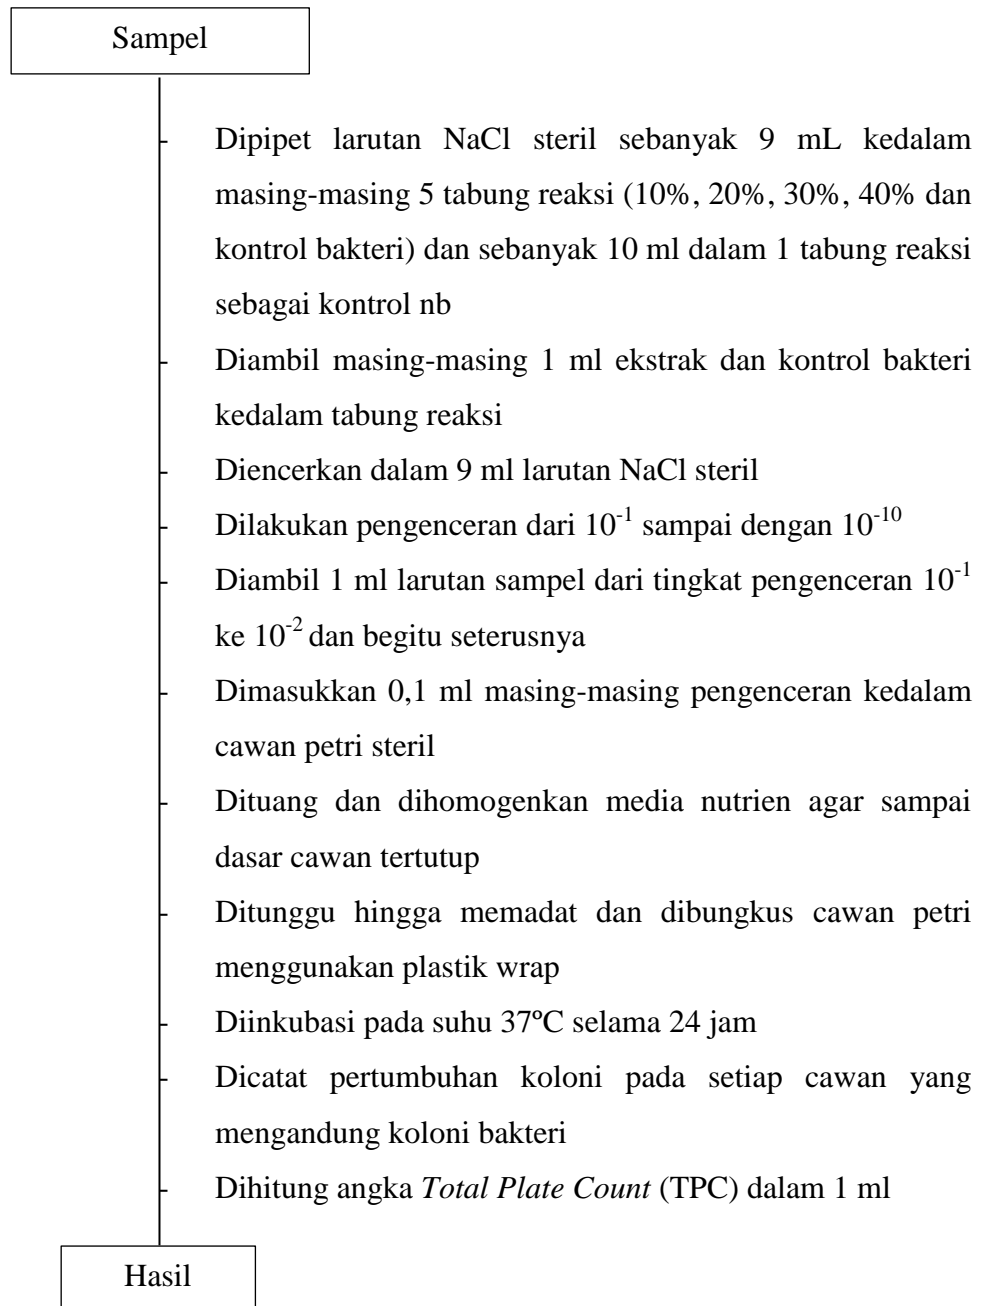 Sampel
- Dipipet larutan NaCl steril sebanyak 9 mL kedalam
masing-masing 5 tabung reaksi (10%, 20%, 30%, 40% dan
kontrol bakteri) dan sebanyak 10 ml dalam 1 tabung reaksi
sebagai kontrol nb
- Diambil masing-masing 1 ml ekstrak dan kontrol bakteri
kedalam tabung reaksi
- Diencerkan dalam 9 ml larutan NaCl steril
- Dilakukan pengenceran dari 10⁻¹ sampai dengan 10⁻¹⁰
- Diambil 1 ml larutan sampel dari tingkat pengenceran 10⁻¹
ke 10⁻² dan begitu seterusnya
- Dimasukkan 0,1 ml masing-masing pengenceran kedalam
cawan petri steril
- Dituang dan dihomogenkan media nutrien agar sampai
dasar cawan tertutup
- Ditunggu hingga memadat dan dibungkus cawan petri
menggunakan plastik wrap
- Diinkubasi pada suhu 37ºC selama 24 jam
- Dicatat pertumbuhan koloni pada setiap cawan yang
mengandung koloni bakteri
- Dihitung angka Total Plate Count (TPC) dalam 1 ml
Hasil